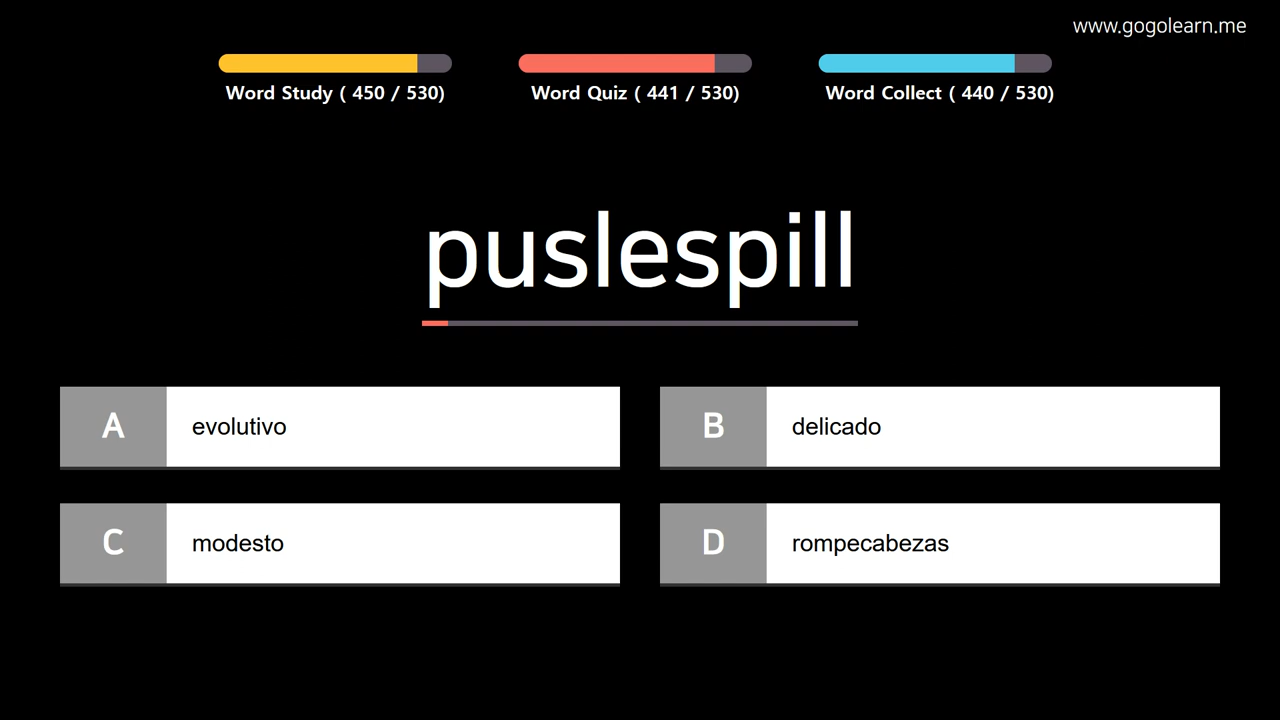 www.gogolearn.me
Word Study ( 450 / 530)
Word Quiz ( 441 / 530)
Word Collect ( 440 / 530)
puslespill
A evolutivo
B delicado
C modesto
D rompecabezas